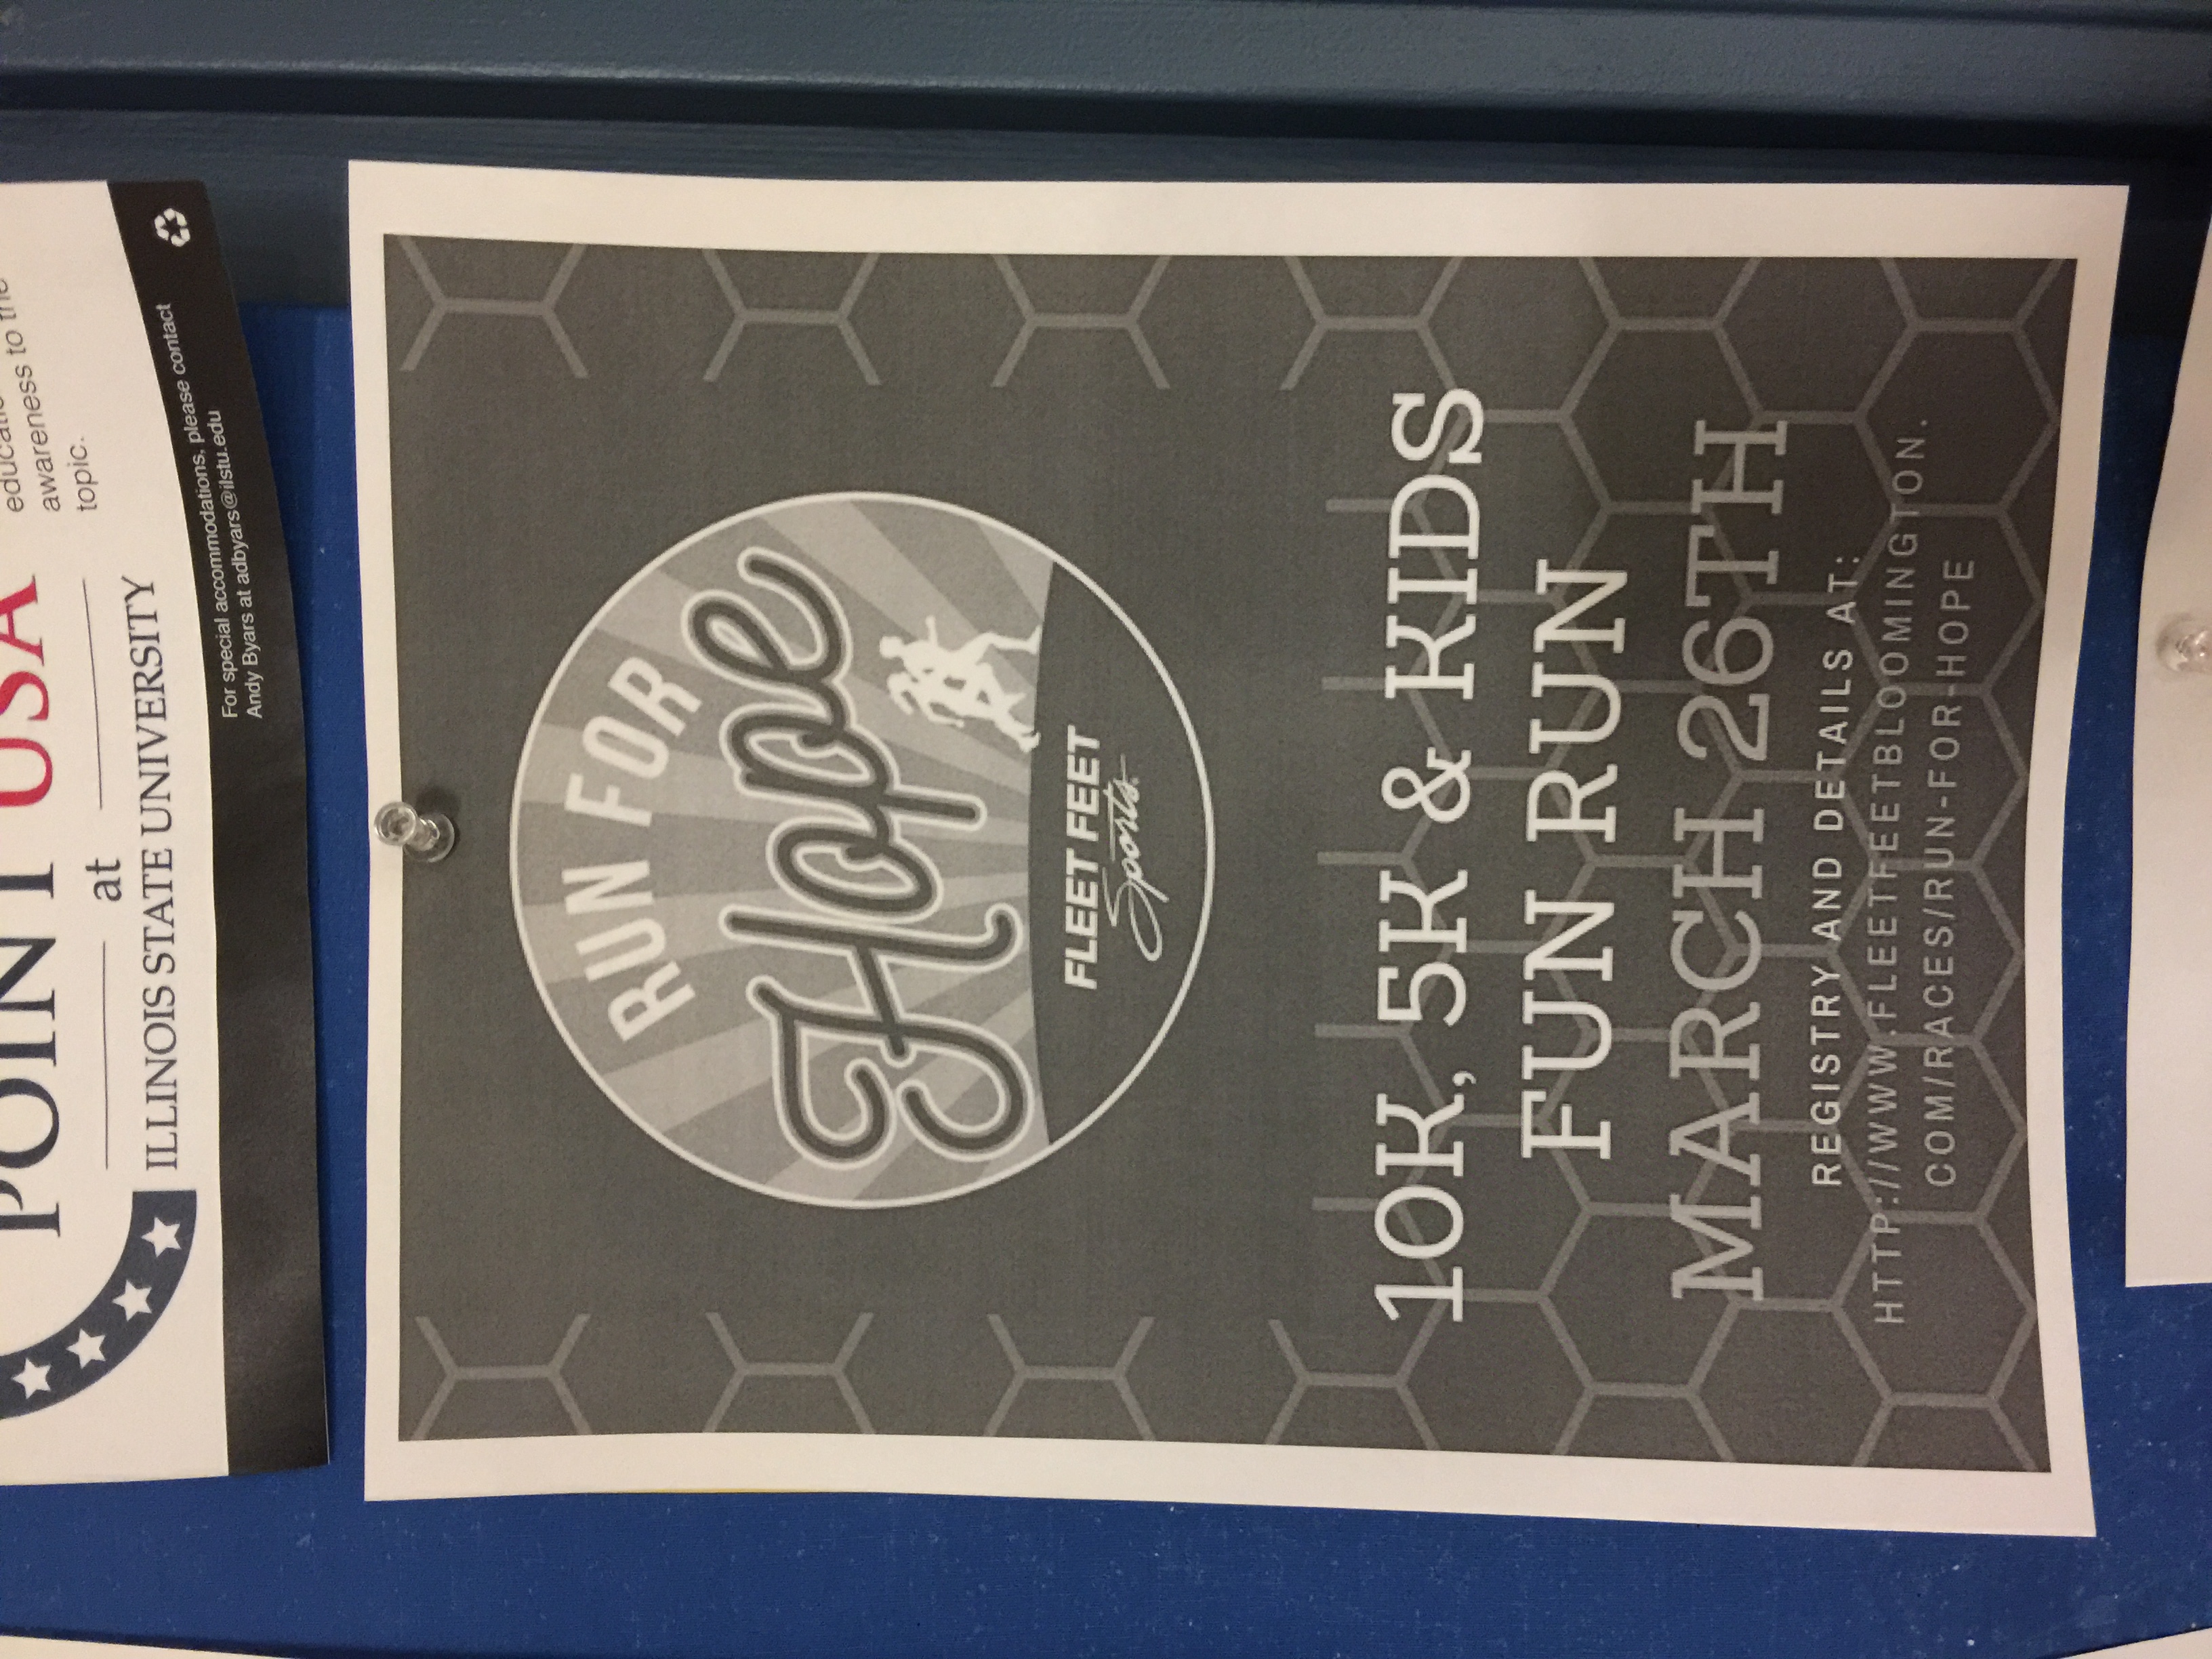 POINT USA
at
ILLINOIS STATE UNIVERSITY
awareness to the
topic.
For special accommodations, please contact
Andy Byars at adbyars@ilstu.edu
RUN FOR
Hope
FLEET FEET
Sports
10K, 5K & KIDS
FUN RUN
MARCH 26TH
REGISTRY AND DETAILS AT:
HTTP://WWW.FLEETFEETBLOOMINGTON.
COM/RACES/RUN-FOR-HOPE